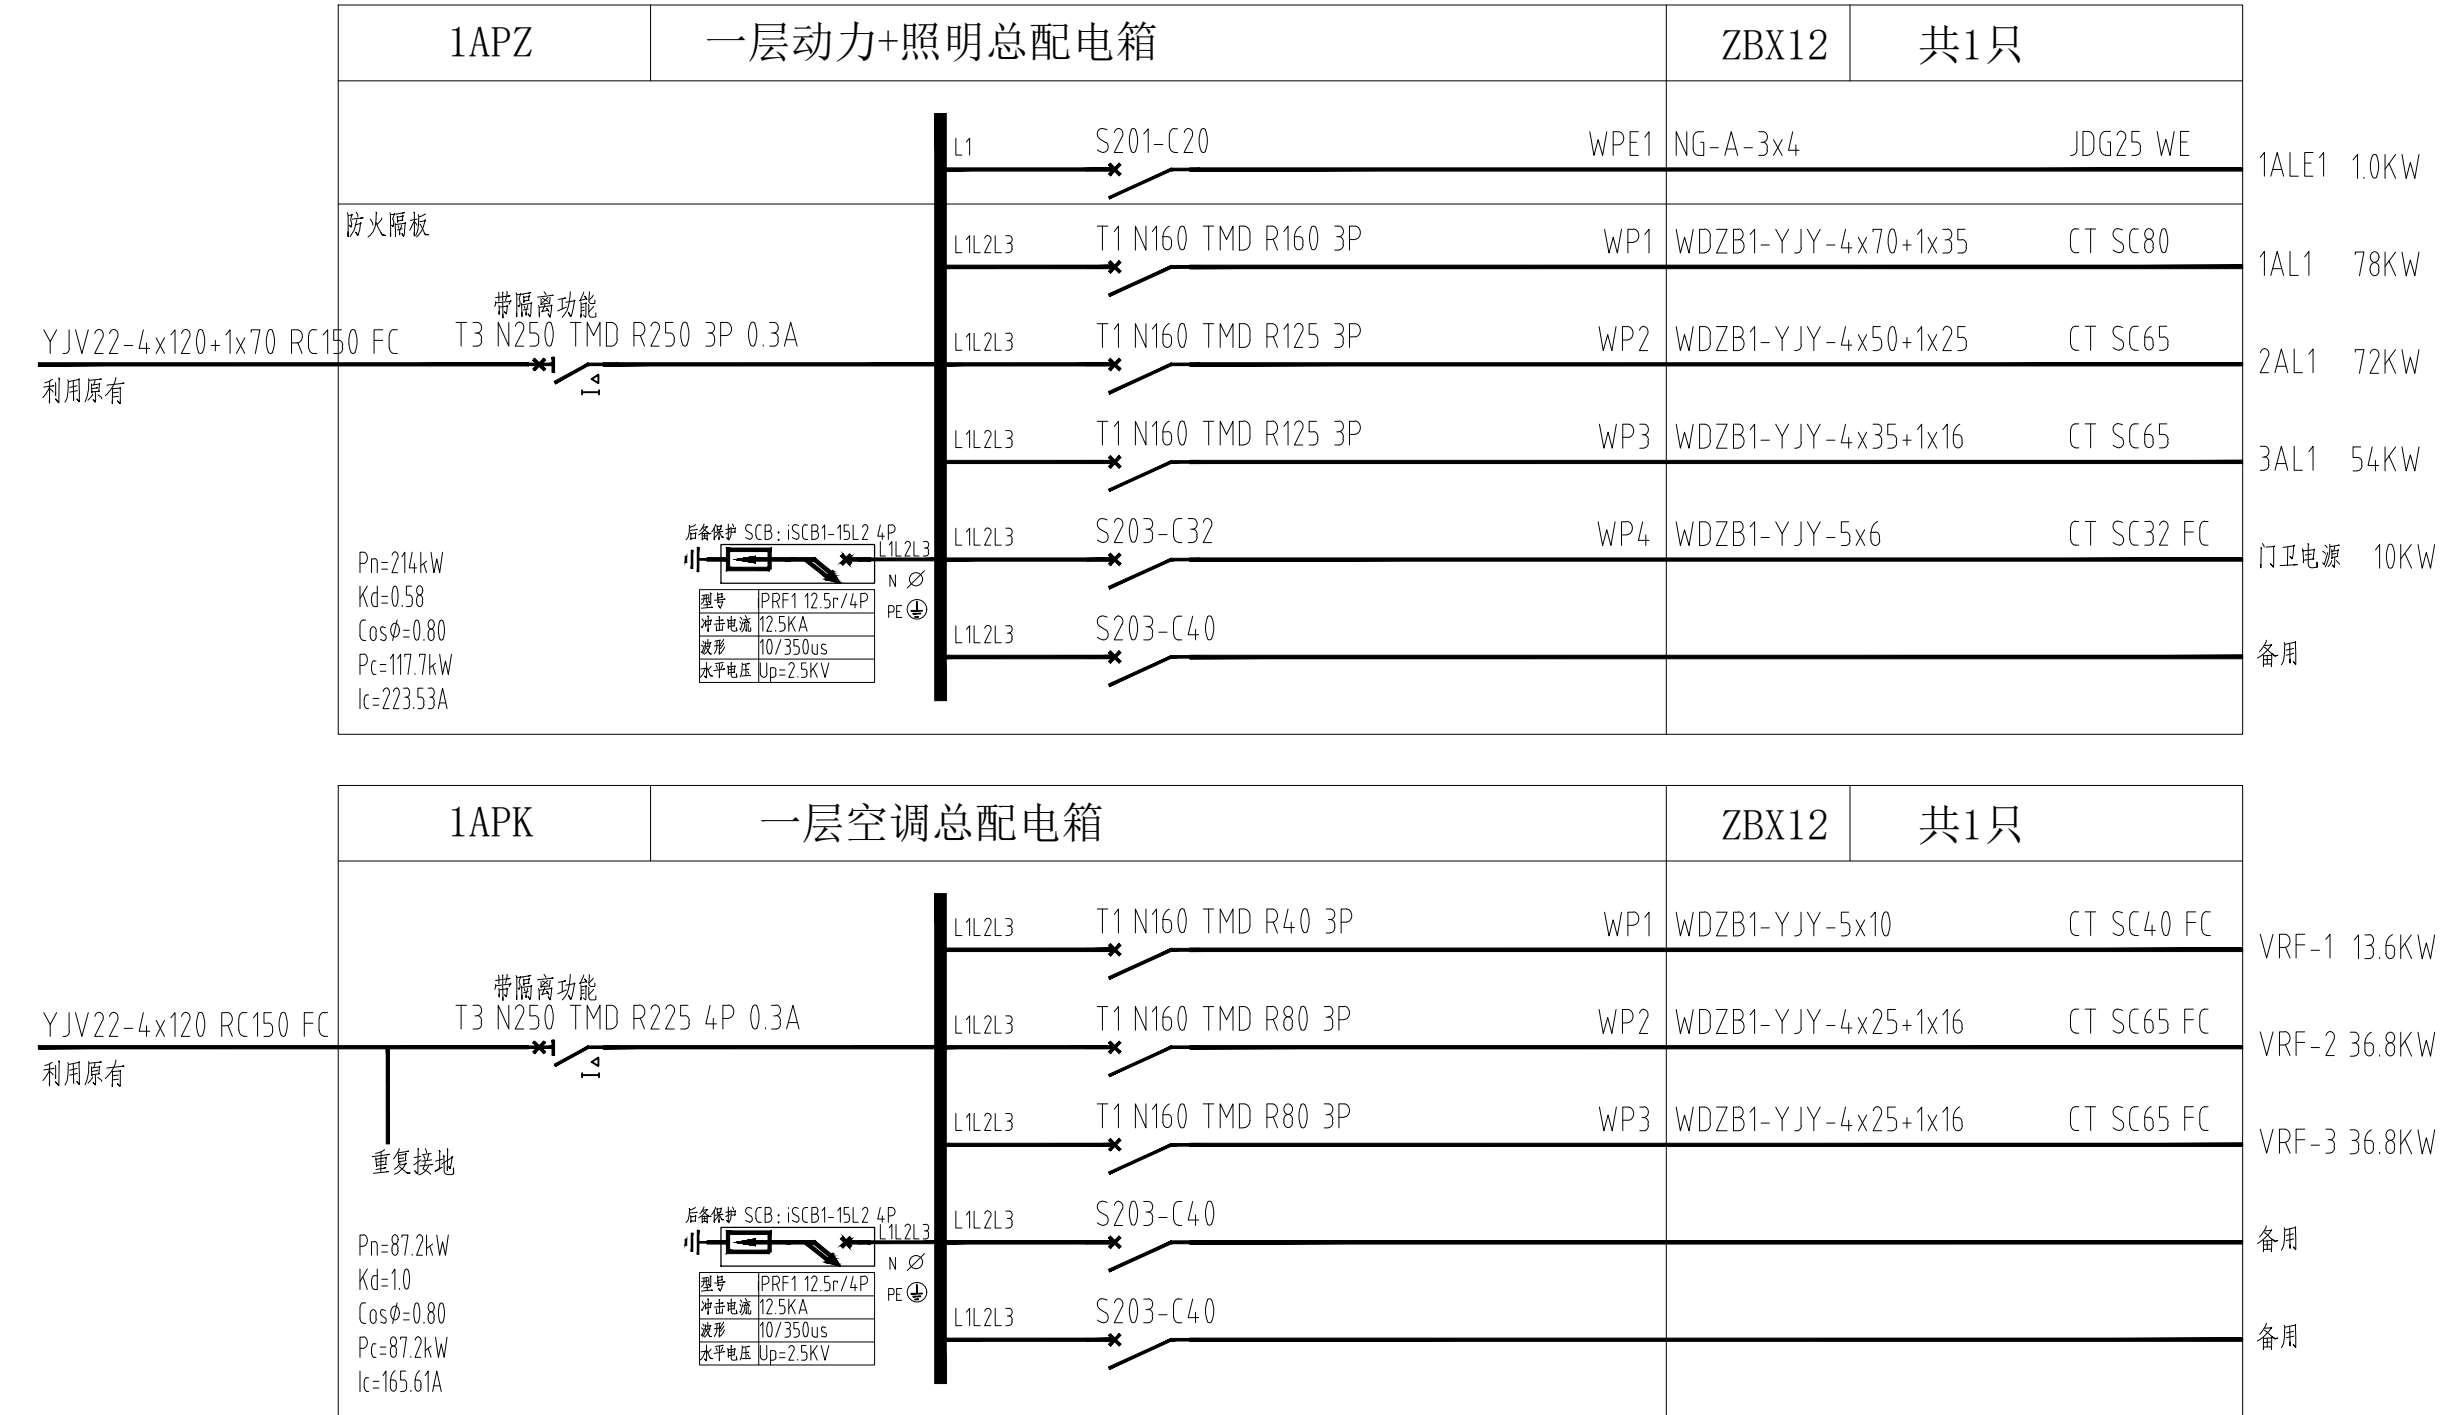 1APZ 一层动力+照明总配电箱 ZBX12 共1只
L1 S201-C20 WPE1 NG-A-3x4 JDG25 WE 1ALE1 1.0KW
防火隔板
L1L2L3 T1 N160 TMD R160 3P WP1 WDZB1-YJY-4x70+1x35 CT SC80 1AL1 78KW
带隔离功能
YJV22-4x120+1x70 RC150 FC T3 N250 TMD R250 3P 0.3A L1L2L3 T1 N160 TMD R125 3P WP2 WDZB1-YJY-4x50+1x25 CT SC65 2AL1 72KW
利用原有
L1L2L3 T1 N160 TMD R125 3P WP3 WDZB1-YJY-4x35+1x16 CT SC65 3AL1 54KW
后备保护 SCB: iSCB1-15L2 4P L1L2L3 L1L2L3 S203-C32 WP4 WDZB1-YJY-5x6 CT SC32 FC 门卫电源 10KW
N
PE
型号 iPRF1 12.5r/4P
冲击电流 12.5KA
波形 10/350us
水平电压 Up=2.5KV
L1L2L3 S203-C40 备用
Pn=214kW
Kd=0.58
CosØ=0.80
Pc=117.7kW
Ic=223.53A
1APK 一层空调总配电箱 ZBX12 共1只
L1L2L3 T1 N160 TMD R40 3P WP1 WDZB1-YJY-5x10 CT SC40 FC VRF-1 13.6KW
带隔离功能
YJV22-4x120 RC150 FC T3 N250 TMD R225 4P 0.3A L1L2L3 T1 N160 TMD R80 3P WP2 WDZB1-YJY-4x25+1x16 CT SC65 FC VRF-2 36.8KW
利用原有
L1L2L3 T1 N160 TMD R80 3P WP3 WDZB1-YJY-4x25+1x16 CT SC65 FC VRF-3 36.8KW
重复接地
后备保护 SCB: iSCB1-15L2 4P L1L2L3 L1L2L3 S203-C40 备用
N
PE
型号 iPRF1 12.5r/4P
冲击电流 12.5KA
波形 10/350us
水平电压 Up=2.5KV
L1L2L3 S203-C40 备用
Pn=87.2kW
Kd=1.0
CosØ=0.80
Pc=87.2kW
Ic=165.61A